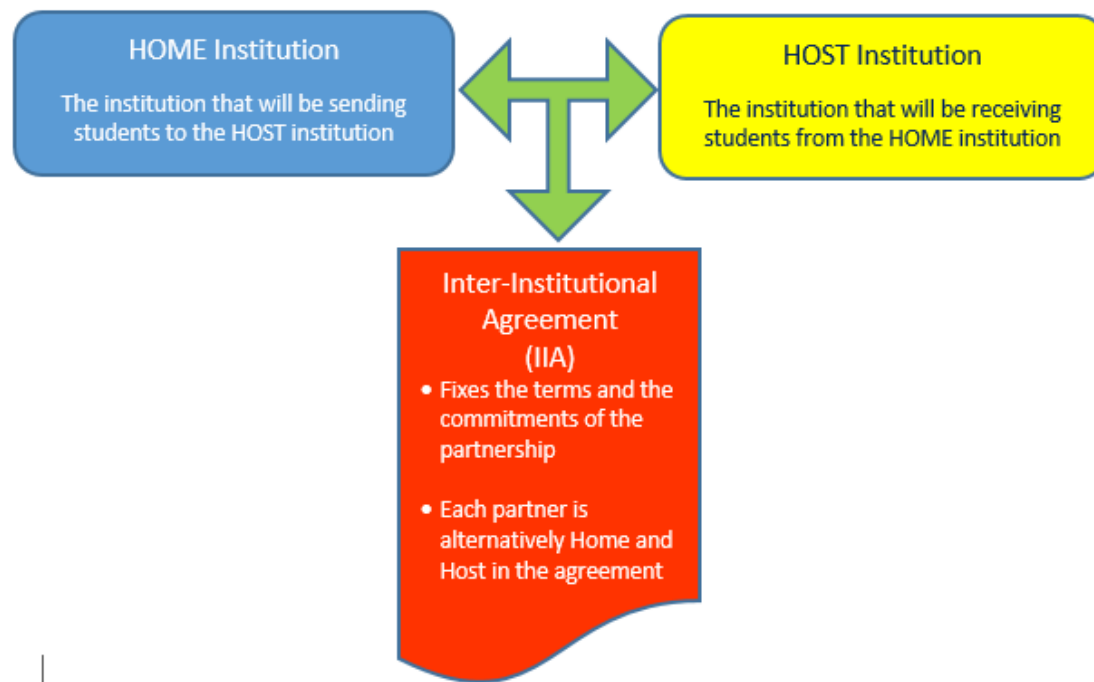 HOME Institution
The institution that will be sending
students to the HOST institution
HOST Institution
The institution that will be receiving
students from the HOME institution
Inter-Institutional
Agreement
(IIA)
• Fixes the terms and the
commitments of the
partnership
• Each partner is
alternatively Home and
Host in the agreement